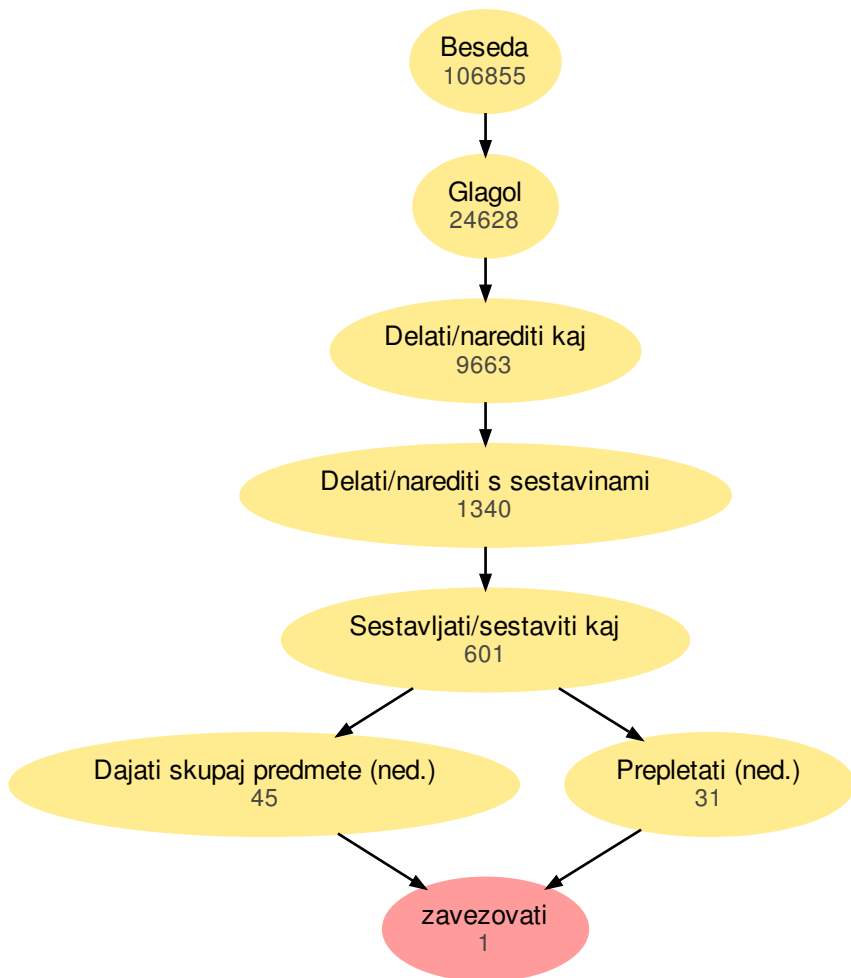 Beseda
106855
Glagol
24628
Delati/narediti kaj
9663
Delati/narediti s sestavinami
1340
Sestavljati/sestaviti kaj
601
Dajati skupaj predmete (ned.)
45
Prepletati (ned.)
31
zavezovati
1